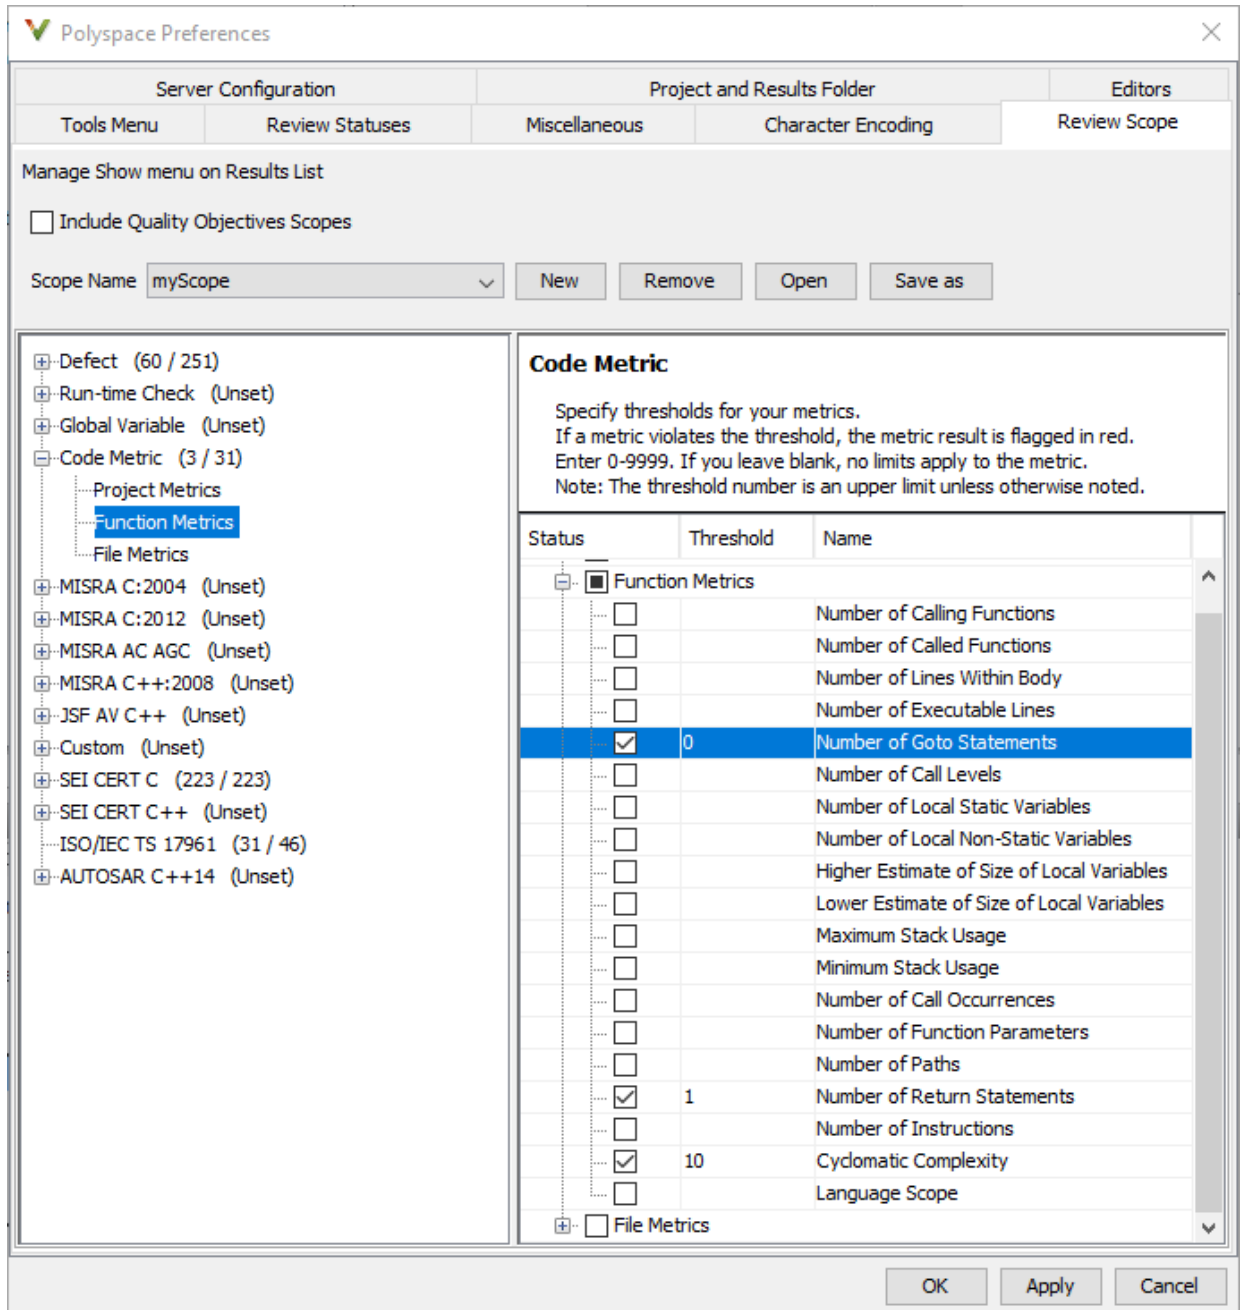 Polyspace Preferences
Server Configuration
Project and Results Folder
Editors
Tools Menu
Review Statuses
Miscellaneous
Character Encoding
Review Scope
Manage Show menu on Results List
Include Quality Objectives Scopes
Scope Name
myScope
New
Remove
Open
Save as
Defect (60 / 251)
Run-time Check (Unset)
Global Variable (Unset)
Code Metric (3 / 31)
Project Metrics
Function Metrics
File Metrics
MISRA C:2004 (Unset)
MISRA C:2012 (Unset)
MISRA AC AGC (Unset)
MISRA C++:2008 (Unset)
JSF AV C++ (Unset)
Custom (Unset)
SEI CERT C (223 / 223)
SEI CERT C++ (Unset)
ISO/IEC TS 17961 (31 / 46)
AUTOSAR C++14 (Unset)
Code Metric
Specify thresholds for your metrics.
If a metric violates the threshold, the metric result is flagged in red.
Enter 0-9999. If you leave blank, no limits apply to the metric.
Note: The threshold number is an upper limit unless otherwise noted.
Status Threshold Name
Function Metrics
Number of Calling Functions
Number of Called Functions
Number of Lines Within Body
Number of Executable Lines
0 Number of Goto Statements
Number of Call Levels
Number of Local Static Variables
Number of Local Non-Static Variables
Higher Estimate of Size of Local Variables
Lower Estimate of Size of Local Variables
Maximum Stack Usage
Minimum Stack Usage
Number of Call Occurrences
Number of Function Parameters
Number of Paths
1 Number of Return Statements
Number of Instructions
10 Cyclomatic Complexity
Language Scope
File Metrics
OK
Apply
Cancel